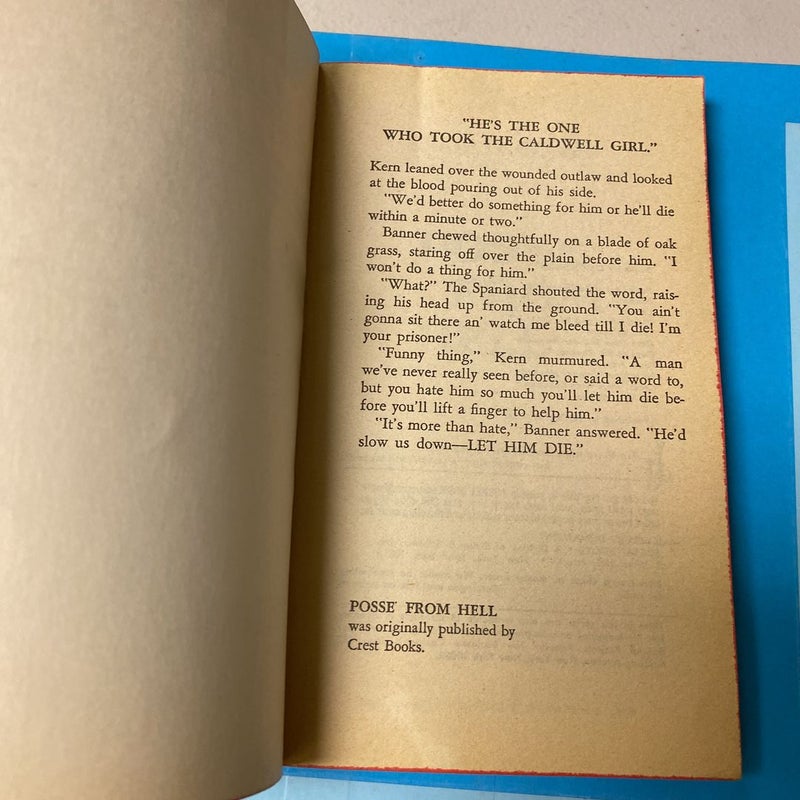 "HE'S THE ONE
WHO TOOK THE CALDWELL GIRL."
Kern leaned over the wounded outlaw and looked
at the blood pouring out of his side.
"We'd better do something for him or he'll die
within a minute or two."
Banner chewed thoughtfully on a blade of oak
grass, staring off over the plain before him. "I
won't do a thing for him."
"What?" The Spaniard shouted the word, rais-
ing his head up from the ground. "You ain't
gonna sit there an' watch me bleed till I die! I'm
your prisoner!"
"Funny thing," Kern murmured. "A man
we've never really seen before, or said a word to,
but you hate him so much you'll let him die be-
fore you'll lift a finger to help him."
"It's more than hate," Banner answered. "He'd
slow us down—LET HIM DIE."
POSSE FROM HELL
was originally published by
Crest Books.